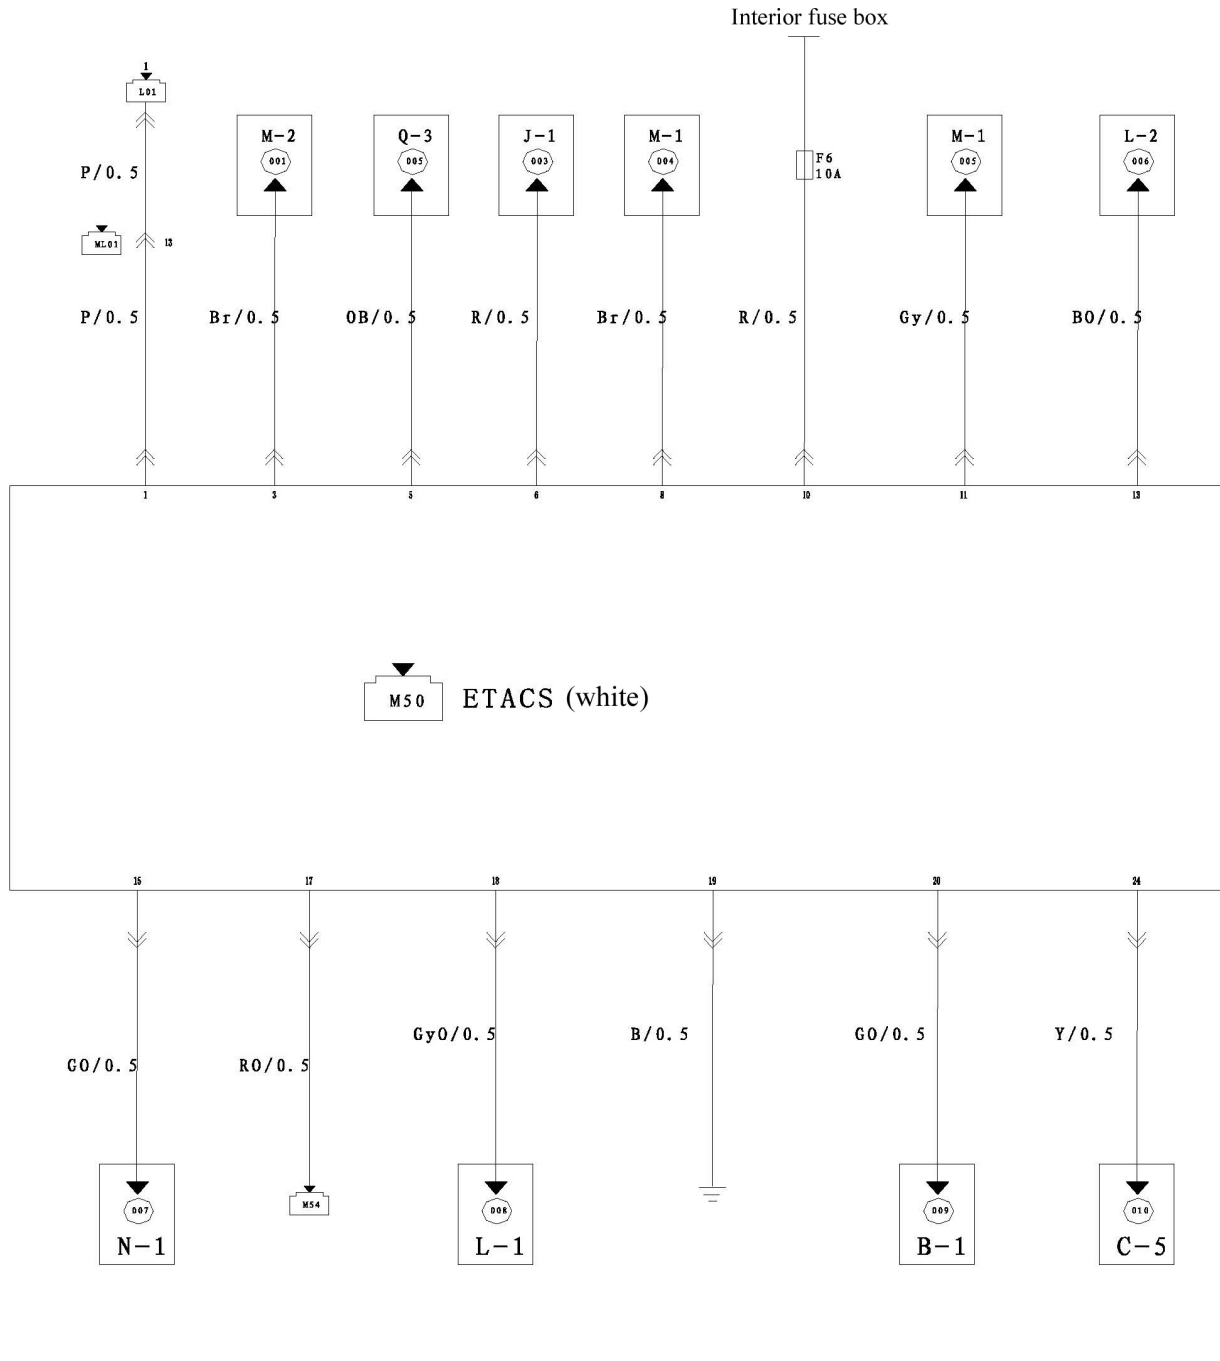 Interior fuse box
1
L01
M-2 Q-3 J-1 M-1 M-1 L-2
001 005 003 004 005 006
F6
10A
P/0.5
ML01 13
P/0.5 Br/0.5 OB/0.5 R/0.5 Br/0.5 R/0.5 Gy/0.5 BO/0.5
1 3 5 6 8 10 11 13
M50 ETACS (white)
17 18 19 20 24
GyO/0.5 B/0.5 GO/0.5 Y/0.5
GO/0.5 RO/0.5
M54
007 008 009 010
N-1 L-1 B-1 C-5